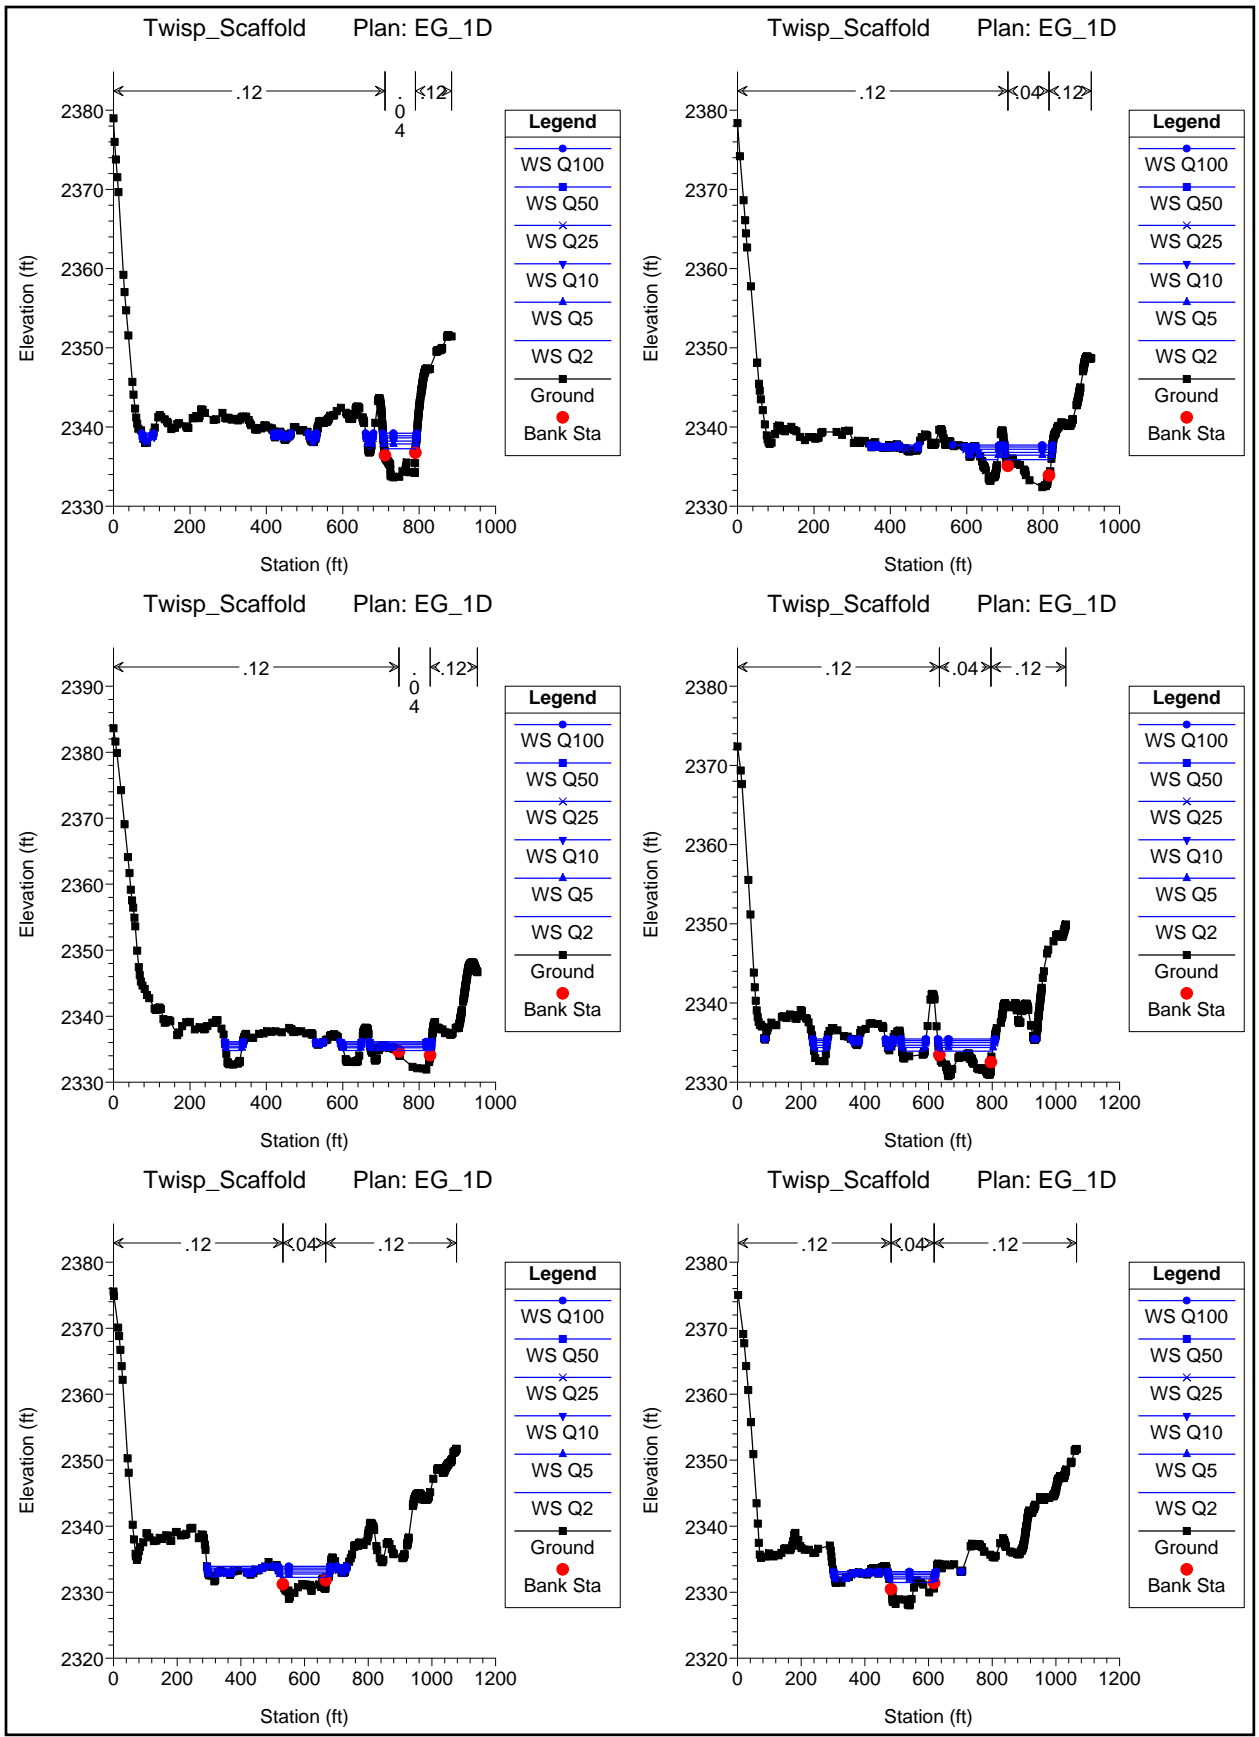 Twisp_Scaffold Plan: EG_1D
.12 .04 .12
Elevation (ft)
2380
2370
2360
2350
2340
2330
0 200 400 600 800 1000
Station (ft)
Legend
WS Q100
WS Q50
WS Q25
WS Q10
WS Q5
WS Q2
Ground
Bank Sta
Twisp_Scaffold Plan: EG_1D
.12 .04 .12
Elevation (ft)
2380
2370
2360
2350
2340
2330
0 200 400 600 800 1000
Station (ft)
Legend
WS Q100
WS Q50
WS Q25
WS Q10
WS Q5
WS Q2
Ground
Bank Sta
Twisp_Scaffold Plan: EG_1D
.12 .04 .12
Elevation (ft)
2390
2380
2370
2360
2350
2340
2330
0 200 400 600 800 1000
Station (ft)
Legend
WS Q100
WS Q50
WS Q25
WS Q10
WS Q5
WS Q2
Ground
Bank Sta
Twisp_Scaffold Plan: EG_1D
.12 .04 .12
Elevation (ft)
2380
2370
2360
2350
2340
2330
0 200 400 600 800 1000 1200
Station (ft)
Legend
WS Q100
WS Q50
WS Q25
WS Q10
WS Q5
WS Q2
Ground
Bank Sta
Twisp_Scaffold Plan: EG_1D
.12 .04 .12
Elevation (ft)
2380
2370
2360
2350
2340
2330
2320
0 200 400 600 800 1000 1200
Station (ft)
Legend
WS Q100
WS Q50
WS Q25
WS Q10
WS Q5
WS Q2
Ground
Bank Sta
Twisp_Scaffold Plan: EG_1D
.12 .04 .12
Elevation (ft)
2380
2370
2360
2350
2340
2330
2320
0 200 400 600 800 1000 1200
Station (ft)
Legend
WS Q100
WS Q50
WS Q25
WS Q10
WS Q5
WS Q2
Ground
Bank Sta